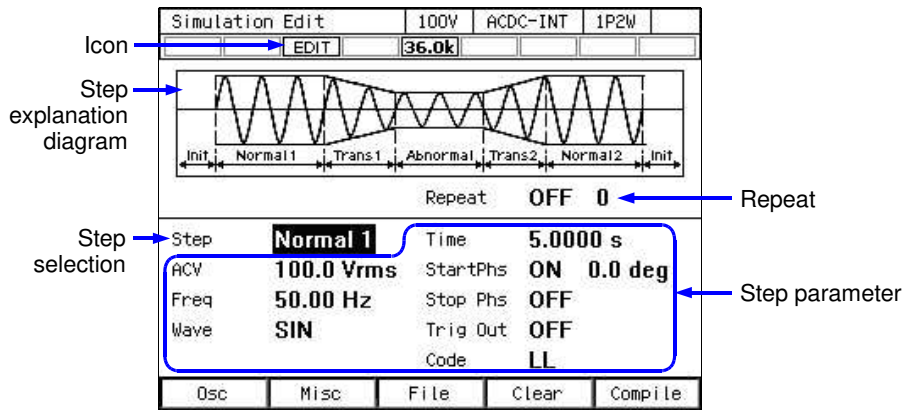 Simulation Edit 100V ACDC-INT 1P2W
Icon EDIT 36.0k
Step explanation diagram
Init Normal1 Trans1 Abnormal Trans2 Normal2 Init
Repeat OFF 0 Repeat
Step selection
Step Normal 1 Time 5.0000 s
ACV 100.0 Vrms StartPhs ON 0.0 deg
Freq 50.00 Hz Stop Phs OFF
Step parameter
Wave SIN Trig Out OFF
Code LL
Osc Misc File Clear Compile